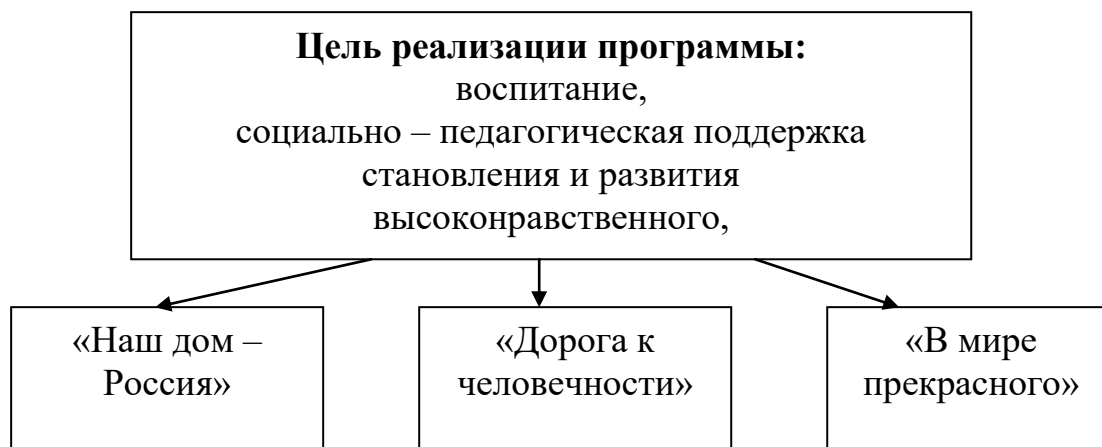 Цель реализации программы:
воспитание,
социально – педагогическая поддержка
становления и развития
высоконравственного,
«Наш дом –
Россия»
«Дорога к
человечности»
«В мире
прекрасного»